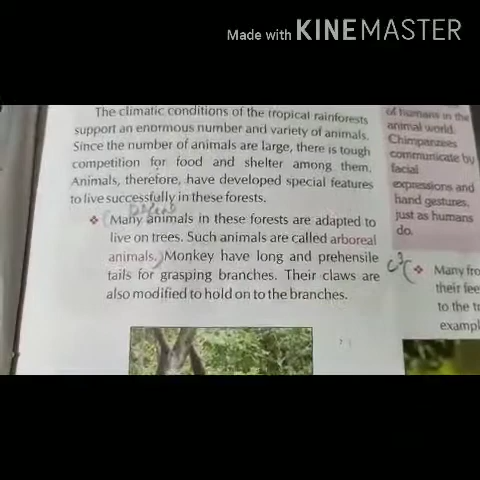 Made with KINEMASTER
The climatic conditions of the tropical rainforests
support an enormous number and variety of animals.
Since the number of animals are large, there is tough
competition for food and shelter among them.
Animals, therefore, have developed special features
to live successfully in these forests.
❖ (Many animals in these forests are adapted to
live on trees. Such animals are called arboreal
animals.) Monkey have long and prehensile
tails for grasping branches. Their claws are
also modified to hold on to the branches.
of humans in the
animal world.
Chimpanzees
communicate by
facial
expressions and
hand gestures,
just as humans
do.
❖ Many
their
to the